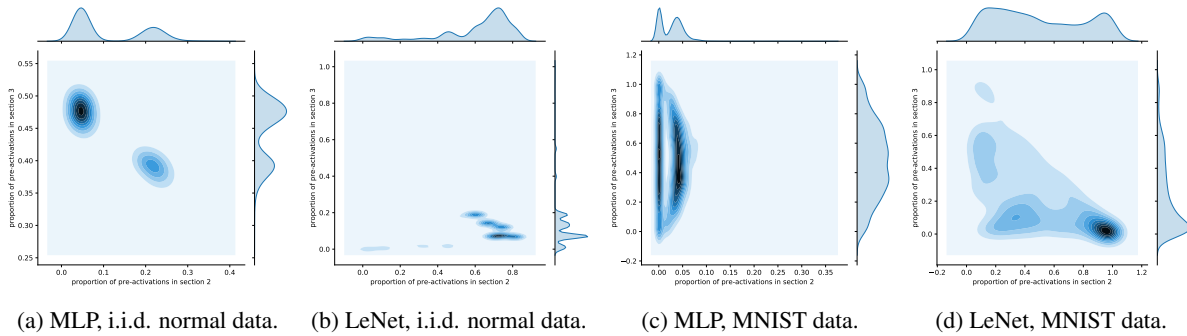 0.55
0.50
0.45
0.40
0.35
0.30
0.25
proportion of pre-activations in section 3
0.0 0.1 0.2 0.3 0.4
proportion of pre-activations in section 2
1.0
0.8
0.6
0.4
0.2
0.0
proportion of pre-activations in section 3
0.0 0.2 0.4 0.6 0.8
proportion of pre-activations in section 2
1.2
1.0
0.8
0.6
0.4
0.2
0.0
−0.2
proportion of pre-activations in section 3
0.00 0.05 0.10 0.15 0.20 0.25 0.30 0.35
proportion of pre-activations in section 2
1.0
0.8
0.6
0.4
0.2
0.0
proportion of pre-activations in section 3
−0.2 0.0 0.2 0.4 0.6 0.8 1.0 1.2
proportion of pre-activations in section 2
(a) MLP, i.i.d. normal data. (b) LeNet, i.i.d. normal data. (c) MLP, MNIST data. (d) LeNet, MNIST data.